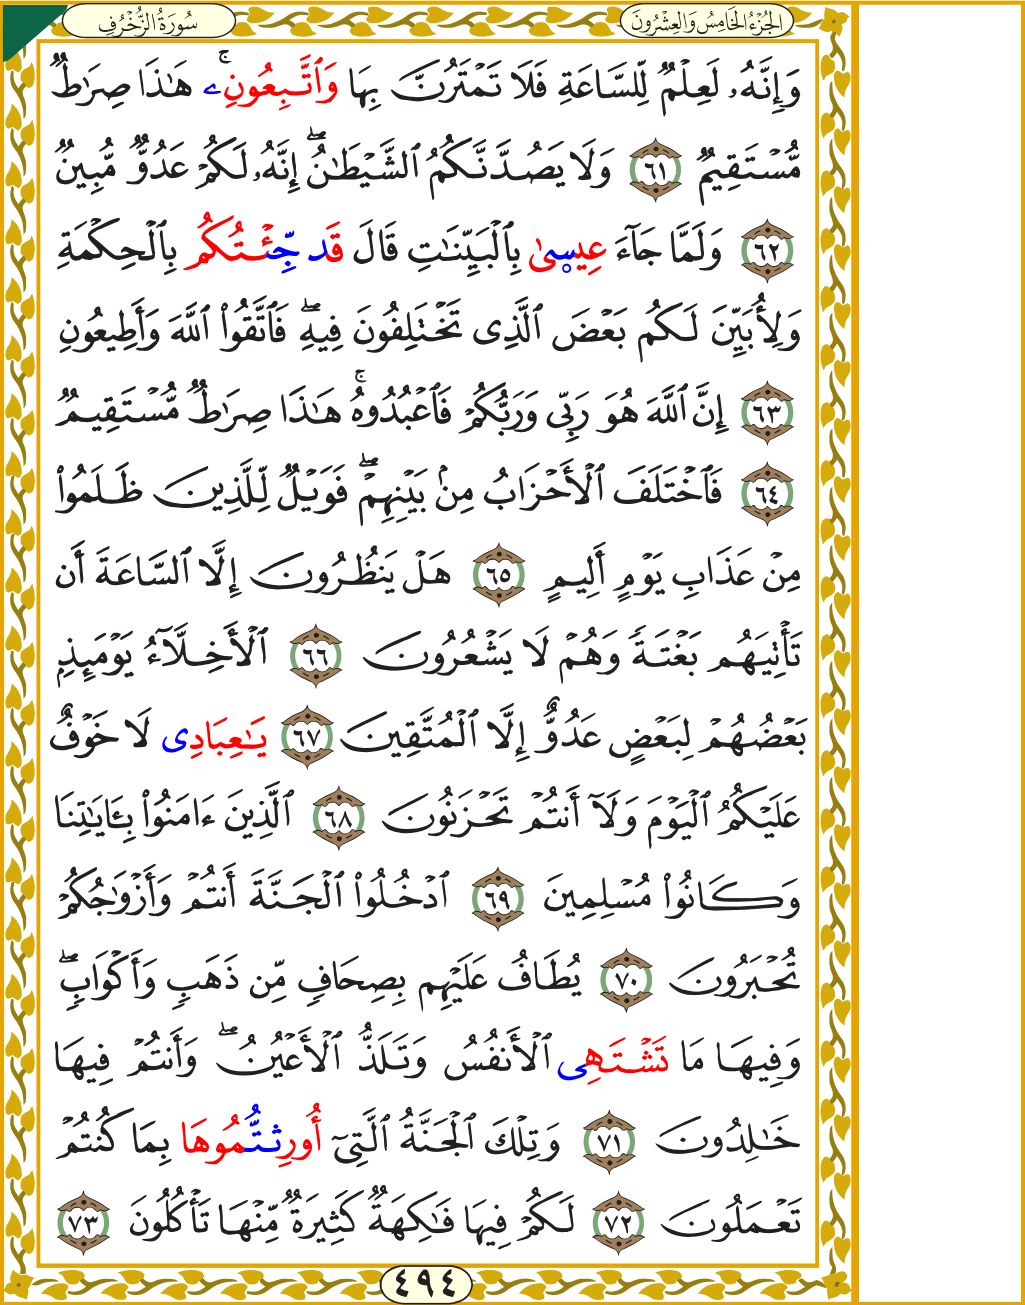 الجُزْءُ الخَامِسُ وَالعِشْرُونَ
سُورَةُ الزُّخْرُفِ
وَإِنَّهُۥ لَعِلْمٌ لِّلسَّاعَةِ فَلَا تَمْتَرُنَّ بِهَا وَٱتَّبِعُونِۦۚ هَٰذَا صِرَٰطٌ
مُّسْتَقِيمٌ ٦١ وَلَا يَصُدَّنَّكُمُ ٱلشَّيْطَٰنُۖ إِنَّهُۥ لَكُمْ عَدُوٌّ مُّبِينٌ
٦٢ وَلَمَّا جَآءَ عِيسٜىٰ بِٱلْبَيِّنَٰتِ قَالَ قَد جِّئْتُكُم بِٱلْحِكْمَةِ
وَلِأُبَيِّنَ لَكُم بَعْضَ ٱلَّذِى تَخْتَلِفُونَ فِيهِۖ فَٱتَّقُوا۟ ٱللَّهَ وَأَطِيعُونِ
٦٣ إِنَّ ٱللَّهَ هُوَ رَبِّى وَرَبُّكُمْ فَٱعْبُدُوهُۚ هَٰذَا صِرَٰطٌ مُّسْتَقِيمٌ
٦٤ فَٱخْتَلَفَ ٱلْأَحْزَابُ مِنۢ بَيْنِهِمْۖ فَوَيْلٌ لِّلَّذِينَ ظَلَمُوا۟
مِنْ عَذَابِ يَوْمٍ أَلِيمٍ ٦٥ هَلْ يَنظُرُونَ إِلَّا ٱلسَّاعَةَ أَن
تَأْتِيَهُم بَغْتَةً وَهُمْ لَا يَشْعُرُونَ ٦٦ ٱلْأَخِلَّآءُ يَوْمَئِذٍۭ
بَعْضُهُمْ لِبَعْضٍ عَدُوٌّ إِلَّا ٱلْمُتَّقِينَ ٦٧ يَٰعِبَادِى لَا خَوْفٌ
عَلَيْكُمُ ٱلْيَوْمَ وَلَآ أَنتُمْ تَحْزَنُونَ ٦٨ ٱلَّذِينَ ءَامَنُوا۟ بِـَٔايَٰتِنَا
وَكَانُوا۟ مُسْلِمِينَ ٦٩ ٱدْخُلُوا۟ ٱلْجَنَّةَ أَنتُمْ وَأَزْوَٰجُكُمْ
تُحْبَرُونَ ٧٠ يُطَافُ عَلَيْهِم بِصِحَافٍ مِّن ذَهَبٍ وَأَكْوَابٍۖ
وَفِيهَا مَا تَشْتَهِى ٱلْأَنفُسُ وَتَلَذُّ ٱلْأَعْيُنُۖ وَأَنتُمْ فِيهَا
خَٰلِدُونَ ٧١ وَتِلْكَ ٱلْجَنَّةُ ٱلَّتِىٓ أُورِثتُّمُوهَا بِمَا كُنتُمْ
تَعْمَلُونَ ٧٢ لَكُمْ فِيهَا فَٰكِهَةٌ كَثِيرَةٌ مِّنْهَا تَأْكُلُونَ ٧٣
٤٩٤